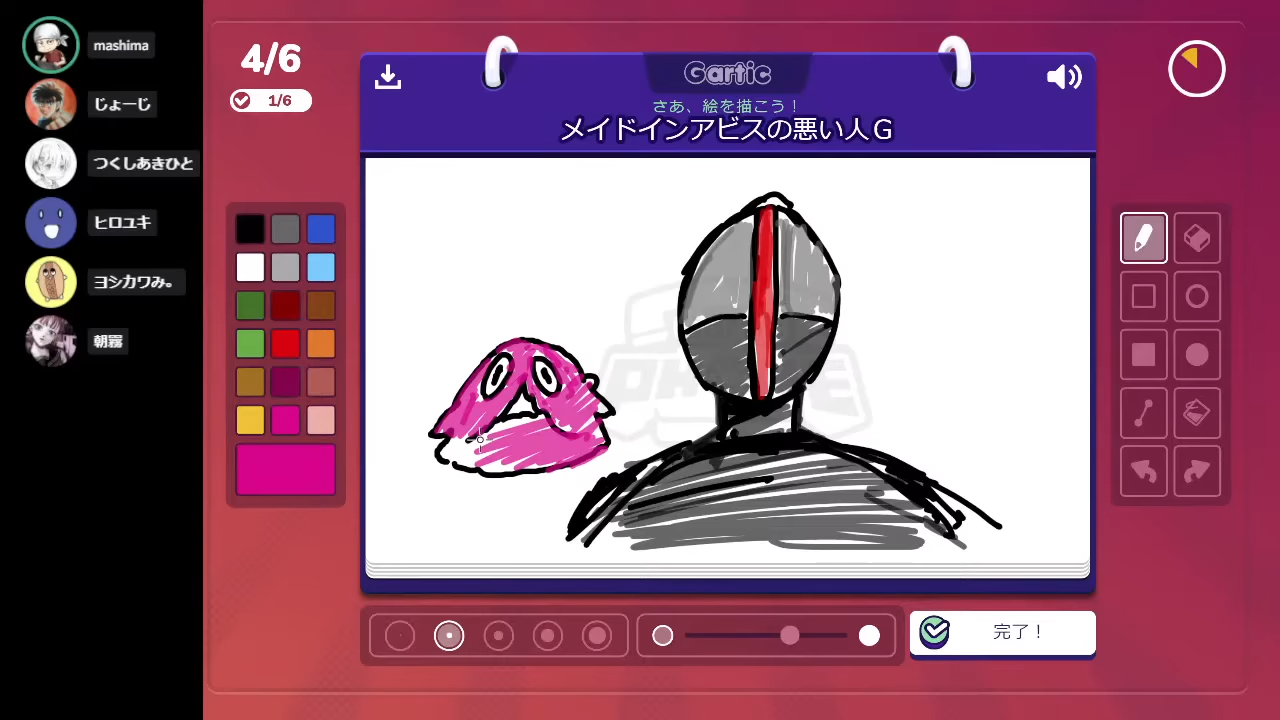 mashima
じょーじ
つくしあきひと
ヒロユキ
ヨシカワみ。
朝霧
4/6
1/6
Gartic
さあ、絵を描こう！
メイドインアビスの悪い人Ｇ
完了！